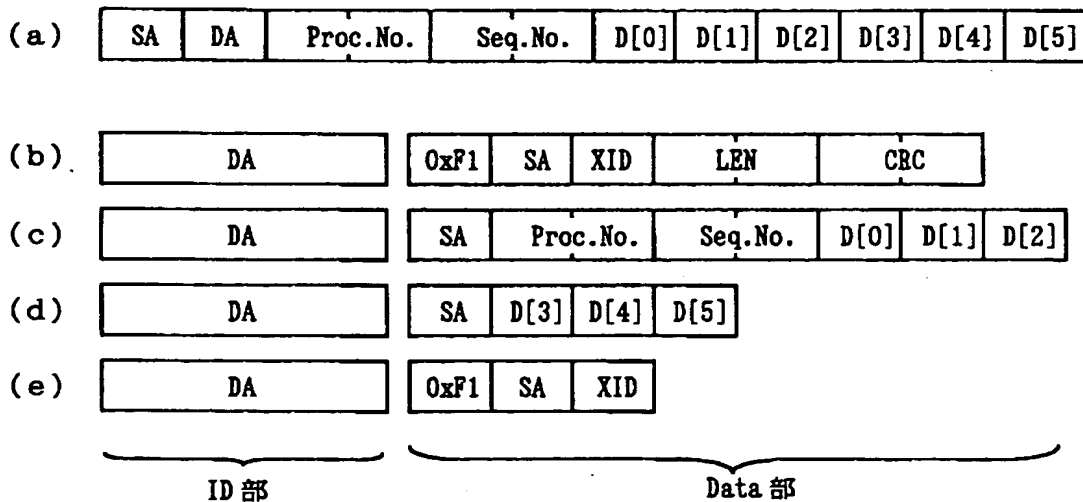 (a) SA DA Proc.No. Seq.No. D[0] D[1] D[2] D[3] D[4] D[5]
(b) DA 0xF1 SA XID LEN CRC
(c) DA SA Proc.No. Seq.No. D[0] D[1] D[2]
(d) DA SA D[3] D[4] D[5]
(e) DA 0xF1 SA XID
ID部 Data部